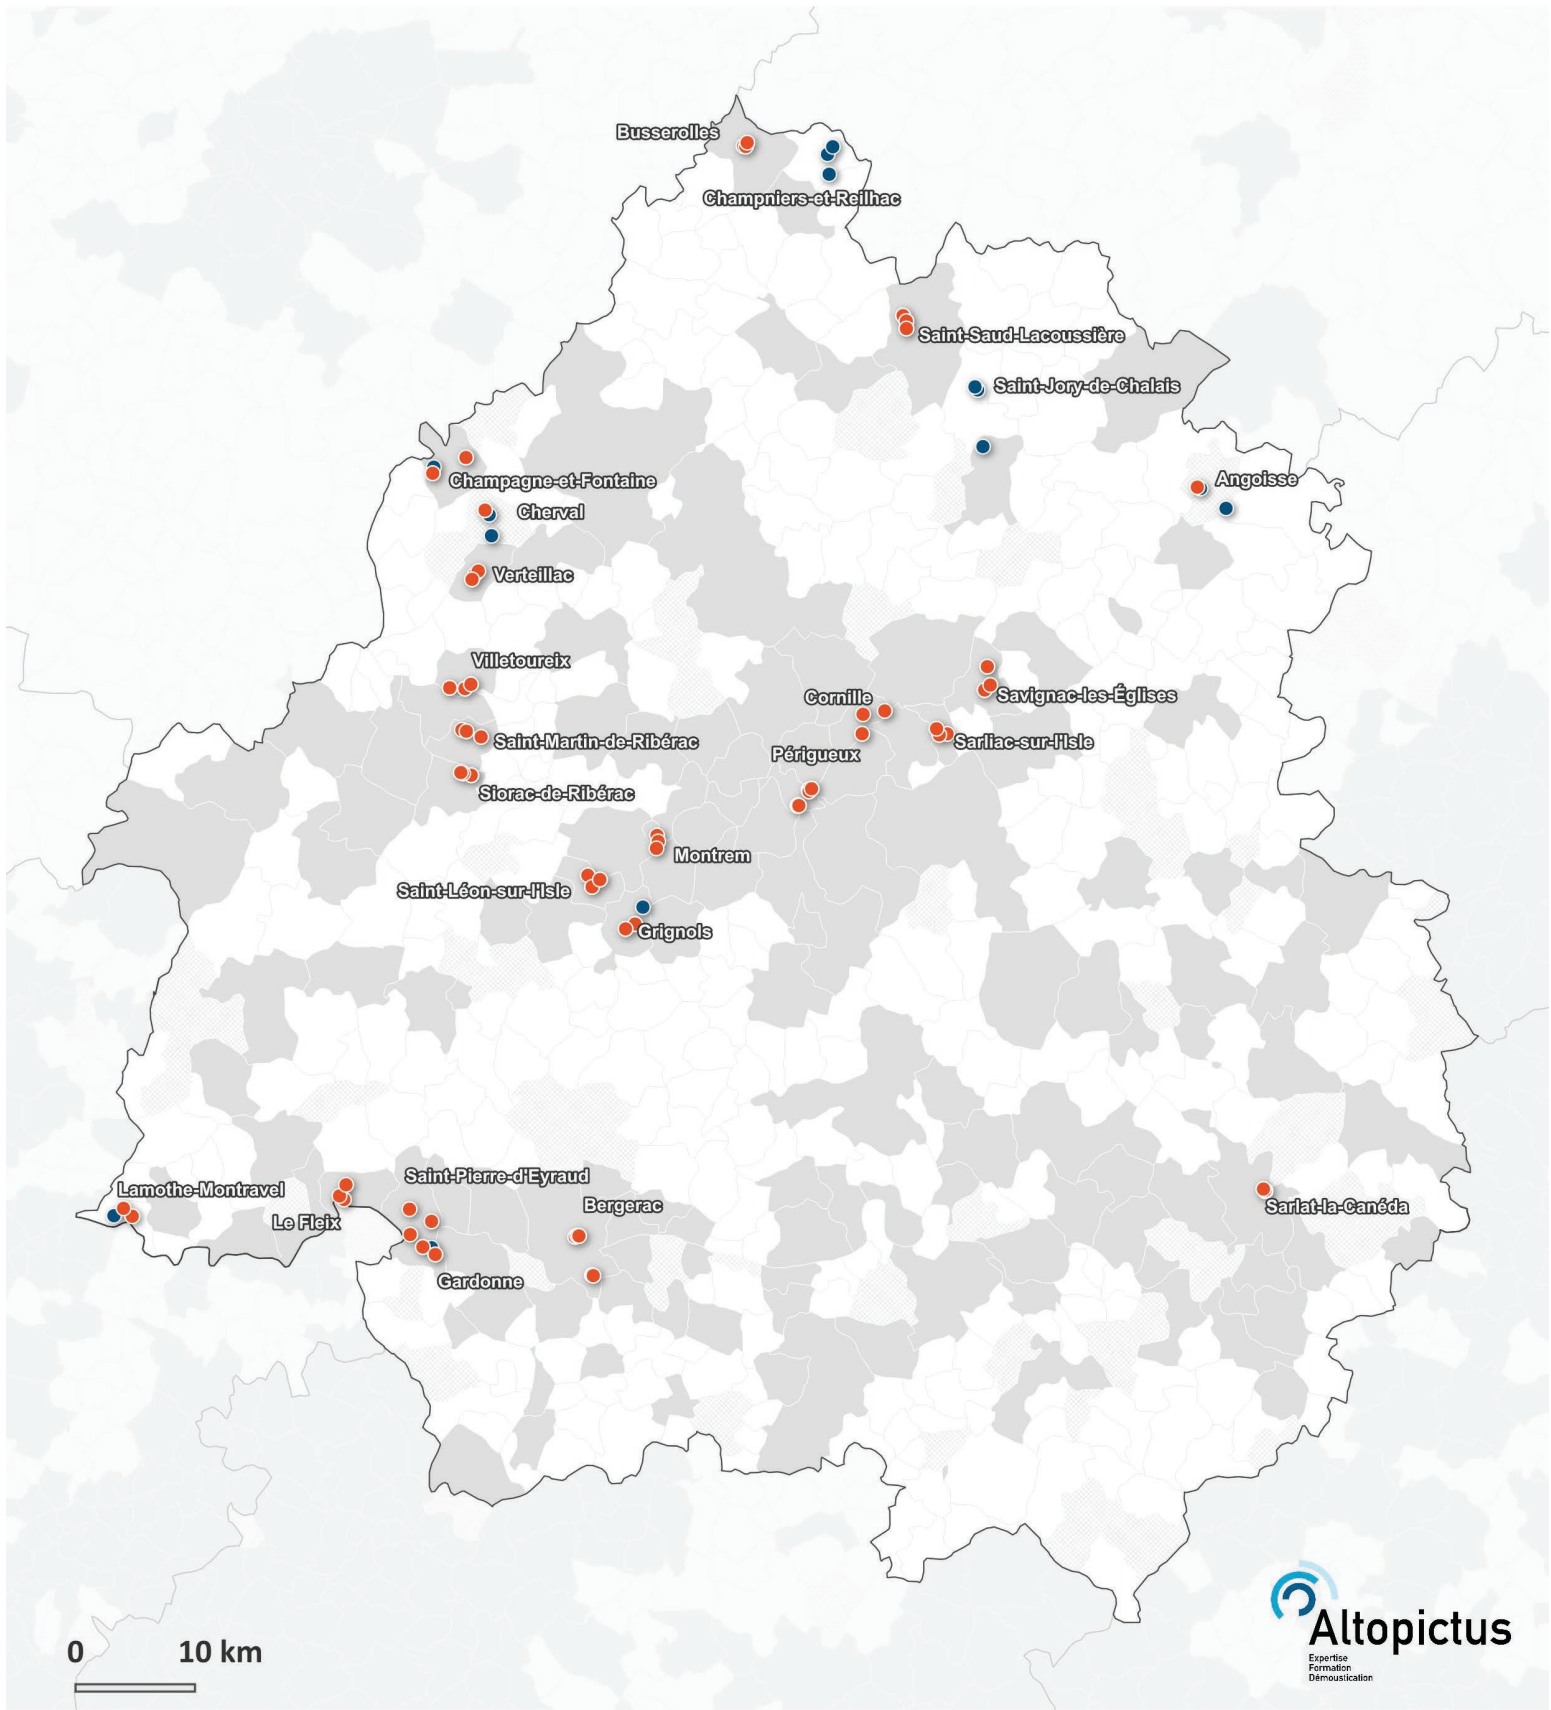 Busserolles
Champniers-et-Reilhac
Saint-Saud-Lacoussière
Saint-Jory-de-Chalais
Champagne-et-Fontaine
Angoisse
Cherval
Verteillac
Villetoureix
Cornille
Savignac-les-Églises
Saint-Martin-de-Ribérac
Sarliac-sur-l'Isle
Périgueux
Siorac-de-Ribérac
Montrem
Saint-Léon-sur-l'Isle
Grignols
Saint-Pierre-d'Eyraud
Lamothe-Montravel
Bergerac
Sarlat-la-Canéda
Le Fleix
Gardonne
0 10 km
Altopictus
Expertise
Formation
Démoustication